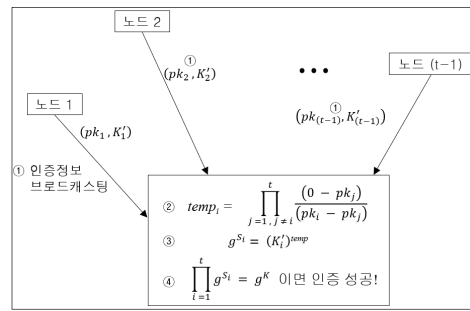 노드 2
①
(pk₂, K′₂)
• • •
노드 (t−1)
노드 1
①
(pk₍ₜ₋₁₎, K′₍ₜ₋₁₎)
(pk₁, K′₁)
① 인증정보
브로드캐스팅
② tempᵢ = ∏_{j=1, j≠i}^{t} (0 − pkⱼ)/(pkᵢ − pkⱼ)
③ g^{Sᵢ} = (K′ᵢ)^{temp}
④ ∏_{i=1}^{t} g^{Sᵢ} = g^{K} 이면 인증 성공!